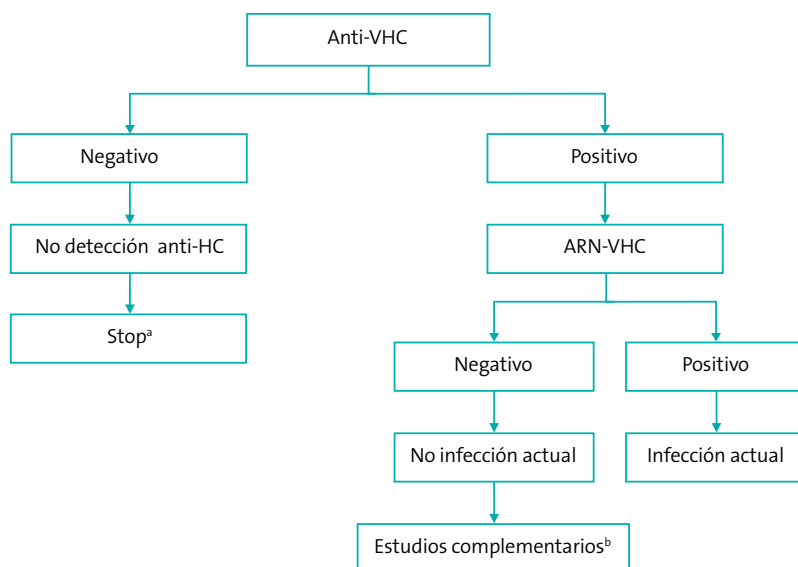 Anti-VHC
Negativo
Positivo
No detección anti-HC
ARN-VHC
Stopᵃ
Negativo
Positivo
No infección actual
Infección actual
Estudios complementariosᵇ